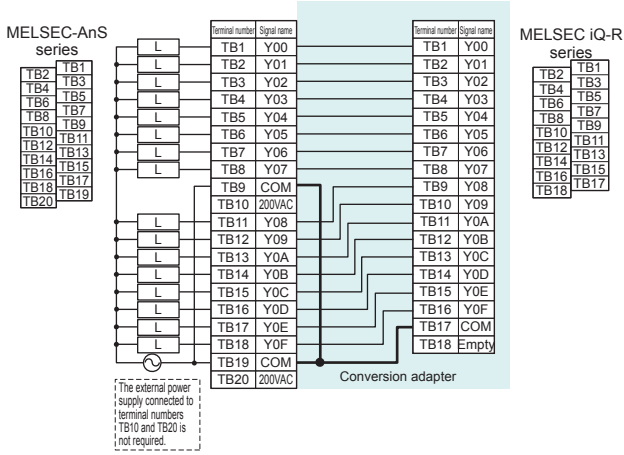 MELSEC-AnS
series
TB1
TB2
TB3
TB4
TB5
TB6
TB7
TB8
TB9
TB10
TB11
TB12
TB13
TB14
TB15
TB16
TB17
TB18
TB19
TB20
Terminal number Signal name
L TB1 Y00
L TB2 Y01
L TB3 Y02
L TB4 Y03
L TB5 Y04
L TB6 Y05
L TB7 Y06
L TB8 Y07
TB9 COM
TB10 200VAC
L TB11 Y08
L TB12 Y09
L TB13 Y0A
L TB14 Y0B
L TB15 Y0C
L TB16 Y0D
L TB17 Y0E
L TB18 Y0F
TB19 COM
TB20 200VAC
The external power
supply connected to
terminal numbers
TB10 and TB20 is
not required.
Conversion adapter
Terminal number Signal name
TB1 Y00
TB2 Y01
TB3 Y02
TB4 Y03
TB5 Y04
TB6 Y05
TB7 Y06
TB8 Y07
TB9 Y08
TB10 Y09
TB11 Y0A
TB12 Y0B
TB13 Y0C
TB14 Y0D
TB15 Y0E
TB16 Y0F
TB17 COM
TB18 Empty
MELSEC iQ-R
series
TB1
TB2
TB3
TB4
TB5
TB6
TB7
TB8
TB9
TB10
TB11
TB12
TB13
TB14
TB15
TB16
TB17
TB18